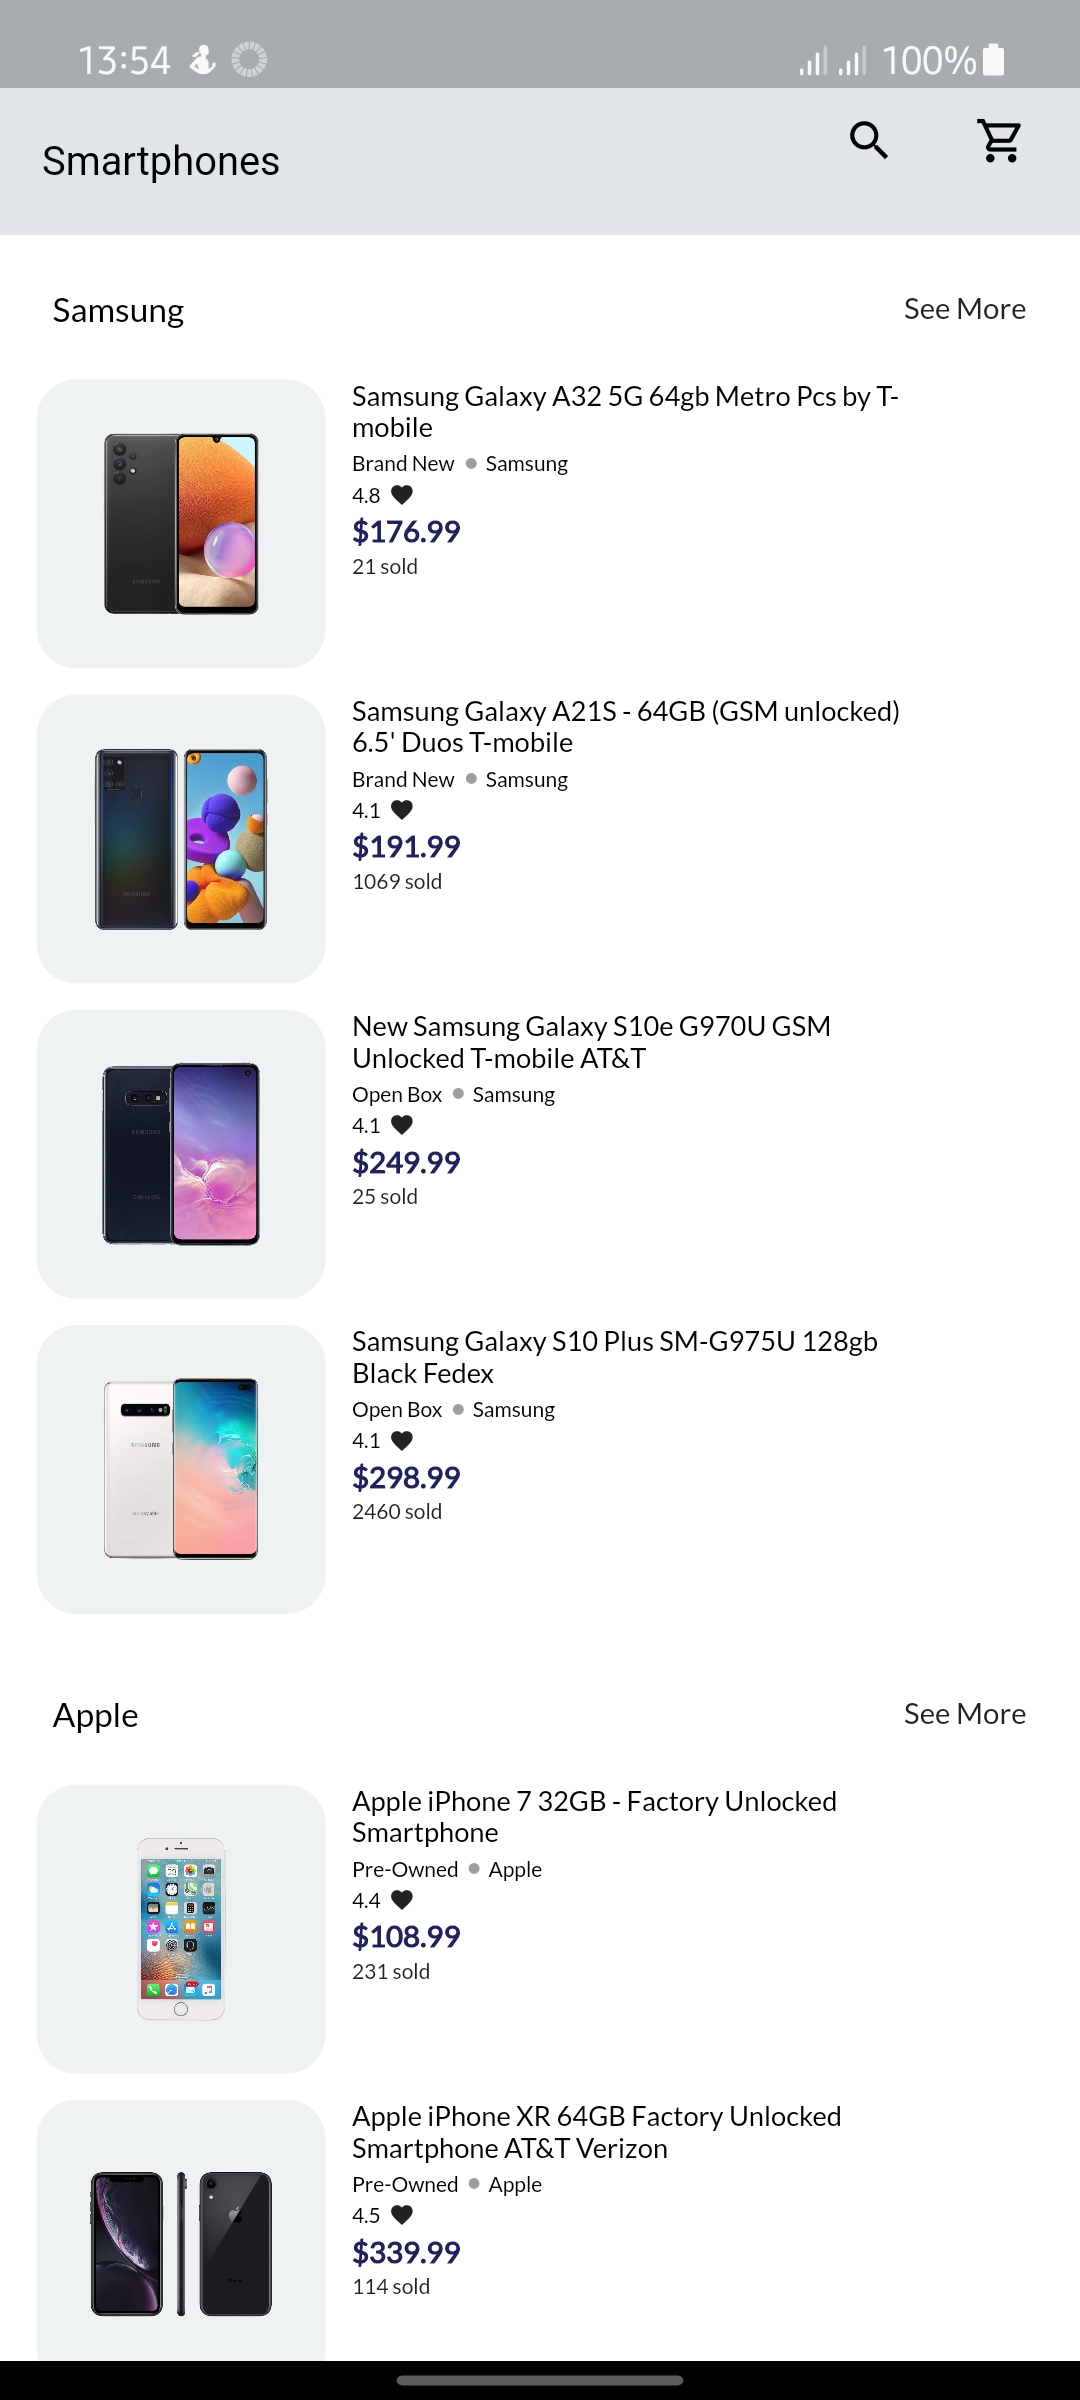 13:54
100%
Smartphones
Samsung
See More
Samsung Galaxy A32 5G 64gb Metro Pcs by T-
mobile
Brand New Samsung
4.8
$176.99
21 sold
Samsung Galaxy A21S - 64GB (GSM unlocked)
6.5' Duos T-mobile
Brand New Samsung
4.1
$191.99
1069 sold
New Samsung Galaxy S10e G970U GSM
Unlocked T-mobile AT&T
Open Box Samsung
4.1
$249.99
25 sold
Samsung Galaxy S10 Plus SM-G975U 128gb
Black Fedex
Open Box Samsung
4.1
$298.99
2460 sold
Apple
See More
Apple iPhone 7 32GB - Factory Unlocked
Smartphone
Pre-Owned Apple
4.4
$108.99
231 sold
Apple iPhone XR 64GB Factory Unlocked
Smartphone AT&T Verizon
Pre-Owned Apple
4.5
$339.99
114 sold